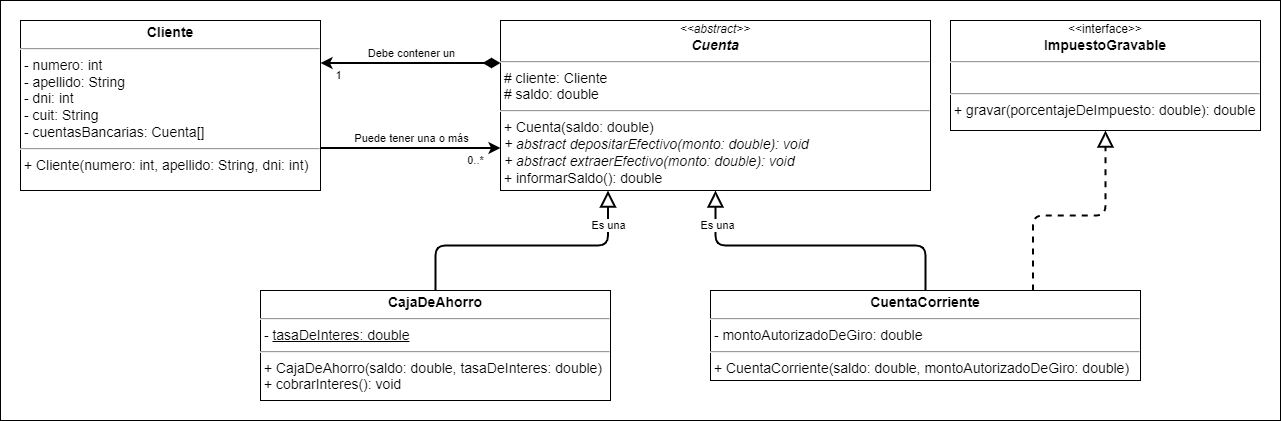 Cliente
- numero: int
- apellido: String
- dni: int
- cuit: String
- cuentasBancarias: Cuenta[]
+ Cliente(numero: int, apellido: String, dni: int)
Debe contener un
1
Puede tener una o más
0..*
<<abstract>>
Cuenta
# cliente: Cliente
# saldo: double
+ Cuenta(saldo: double)
+ abstract depositarEfectivo(monto: double): void
+ abstract extraerEfectivo(monto: double): void
+ informarSaldo(): double
<<interface>>
ImpuestoGravable
+ gravar(porcentajeDeImpuesto: double): double
Es una
Es una
CajaDeAhorro
- tasaDeInteres: double
+ CajaDeAhorro(saldo: double, tasaDeInteres: double)
+ cobrarInteres(): void
CuentaCorriente
- montoAutorizadoDeGiro: double
+ CuentaCorriente(saldo: double, montoAutorizadoDeGiro: double)